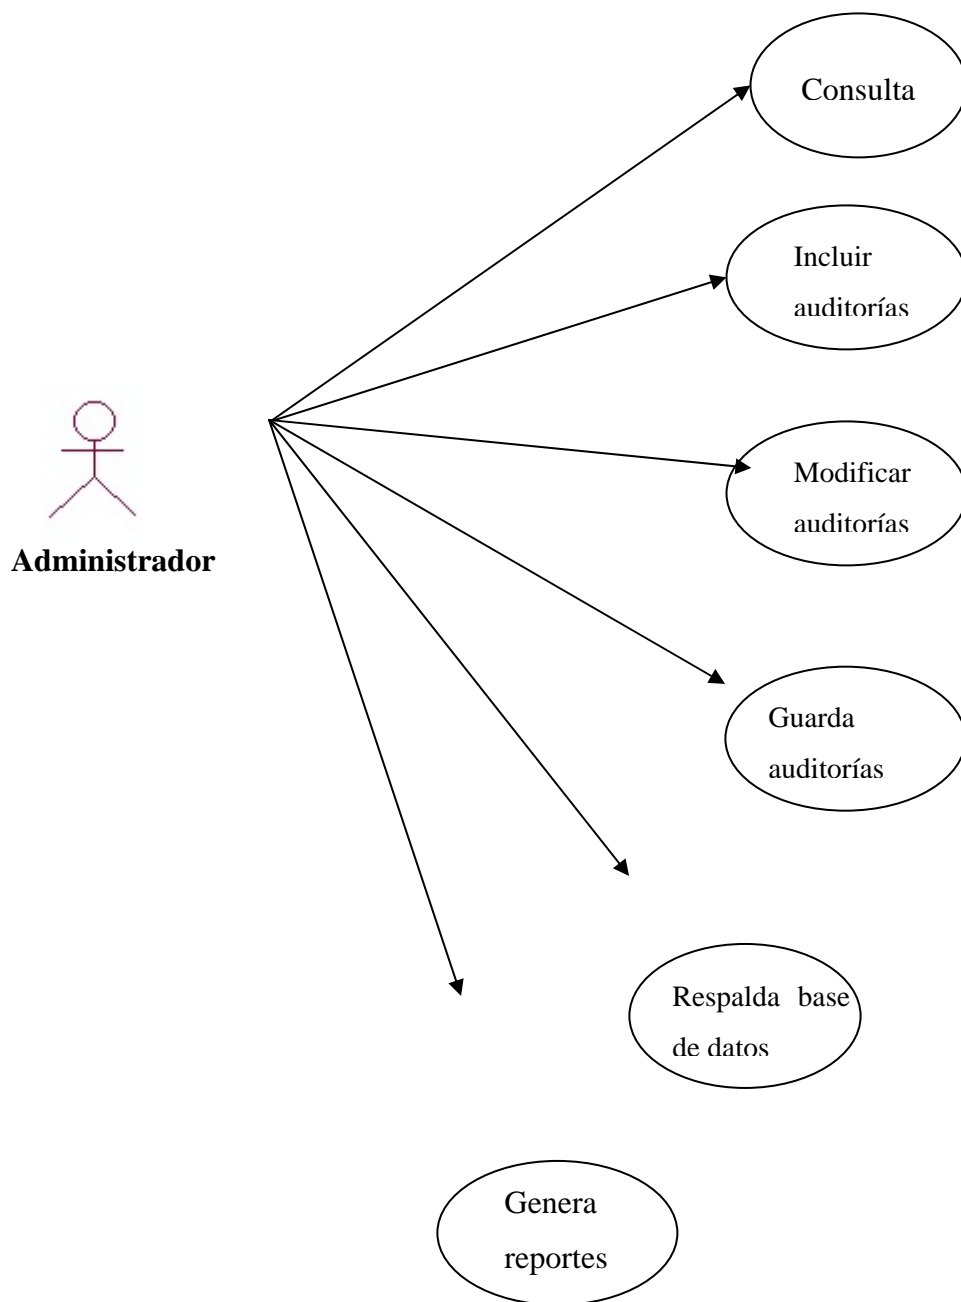 Consulta
Incluir
auditorías
Administrador
Modificar
auditorías
Guarda
auditorías
Respalda base
de datos
Genera
reportes